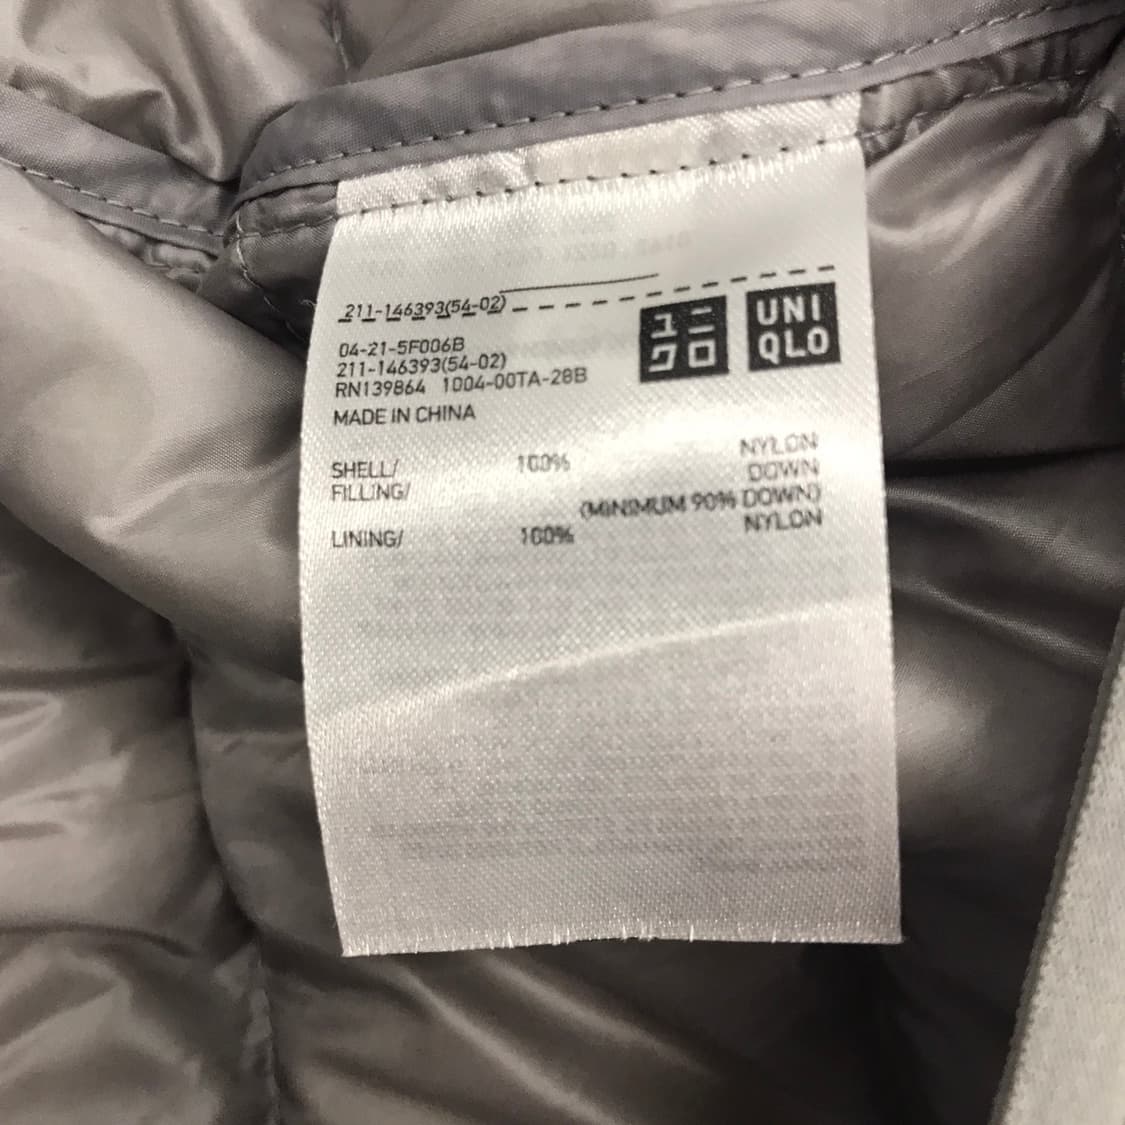 211-146393(54-02)
ユニ
クロ
UNI
QLO
04-21-5F006B
211-146393(54-02)
RN139864 1004-00TA-28B
MADE IN CHINA
SHELL/ 100% NYLON
FILLING/ DOWN
(MINIMUM 90% DOWN)
LINING/ 100% NYLON